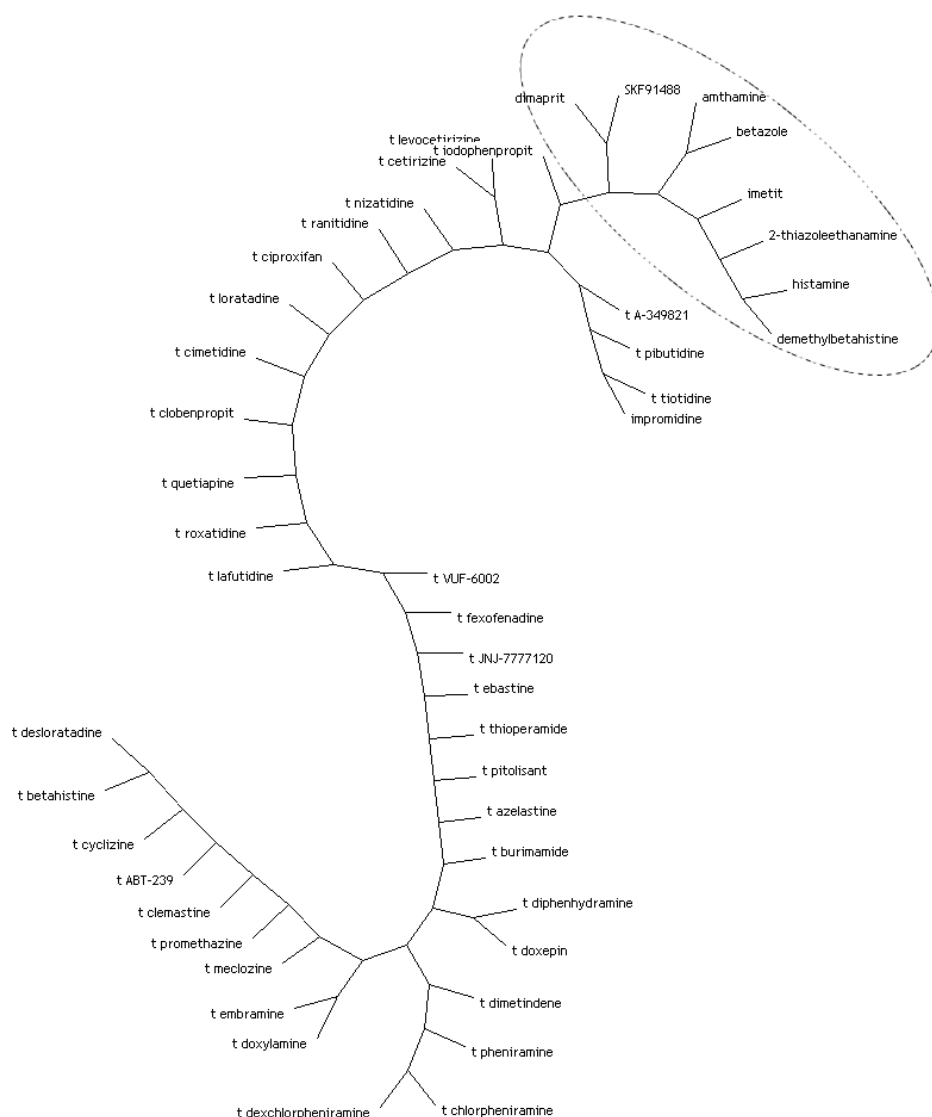 SKF91488
dimaprit
amthamine
betazole
t levocetirizine
t iodophenpropit
t cetirizine
imetit
t nizatidine
t ranitidine
2-thiazoleethanamine
t ciproxifan
histamine
t loratadine
t A-349821
demethylbetahistine
t cimetidine
t pibutidine
t tiotidine
t clobenpropit
impromidine
t quetiapine
t roxatidine
t lafutidine
t VUF-6002
t fexofenadine
t JNJ-7777120
t ebastine
t thioperamide
t desloratadine
t pitolisant
t betahistine
t azelastine
t cyclizine
t burimamide
t ABT-239
t diphenhydramine
t clemastine
t promethazine
t doxepin
t meclozine
t dimetindene
t embramine
t doxylamine
t pheniramine
t dexchlorpheniramine
t chlorpheniramine